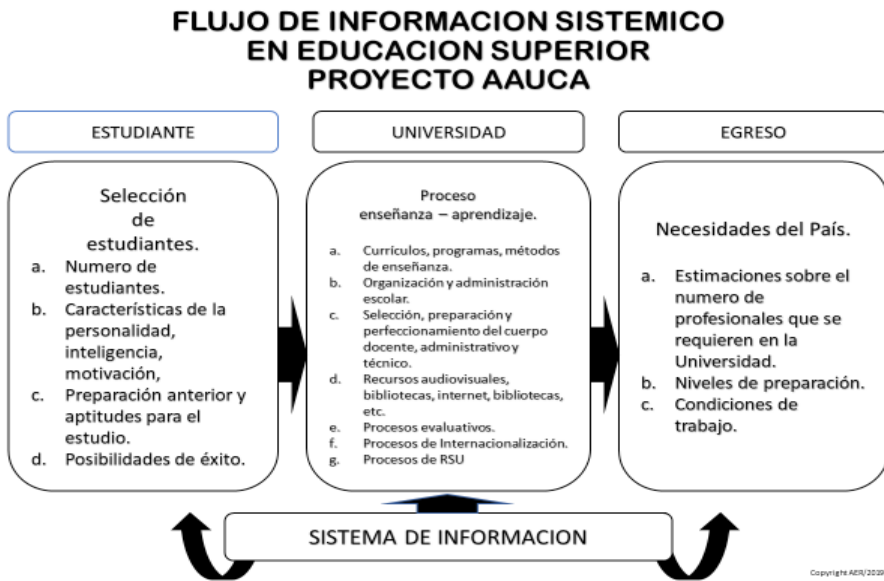 FLUJO DE INFORMACION SISTEMICO
EN EDUCACION SUPERIOR
PROYECTO AAUCA
ESTUDIANTE
Selección
de
estudiantes.
a. Numero de
estudiantes.
b. Características de la
personalidad,
inteligencia,
motivación,
c. Preparación anterior y
aptitudes para el
estudio.
d. Posibilidades de éxito.
UNIVERSIDAD
Proceso
enseñanza – aprendizaje.
a. Currículos, programas, métodos
de enseñanza.
b. Organización y administración
escolar.
c. Selección, preparación y
perfeccionamiento del cuerpo
docente, administrativo y
técnico.
d. Recursos audiovisuales,
bibliotecas, internet, bibliotecas,
etc.
e. Procesos evaluativos.
f. Procesos de Internacionalización.
g. Procesos de RSU
EGRESO
Necesidades del País.
a. Estimaciones sobre el
numero de
profesionales que se
requieren en la
Universidad.
b. Niveles de preparación.
c. Condiciones de
trabajo.
SISTEMA DE INFORMACION
Copyright AER/2019